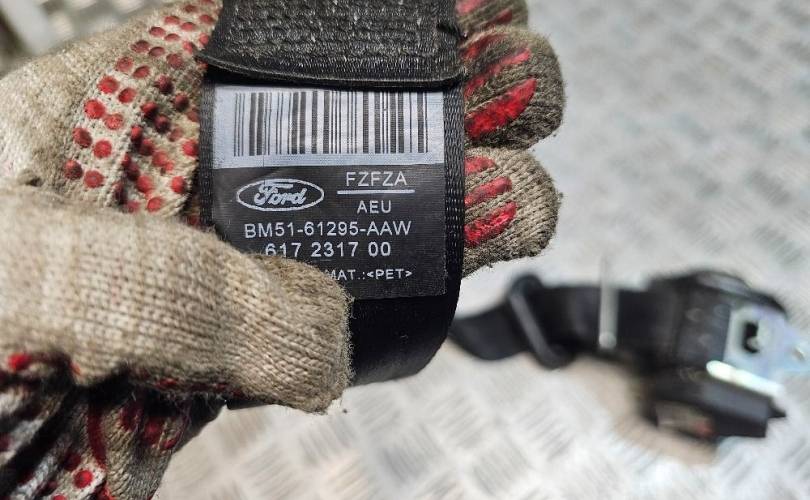 Ford
FZFZA
AEU
BM51-61295-AAW
617 2317 00
MAT.:<PET>